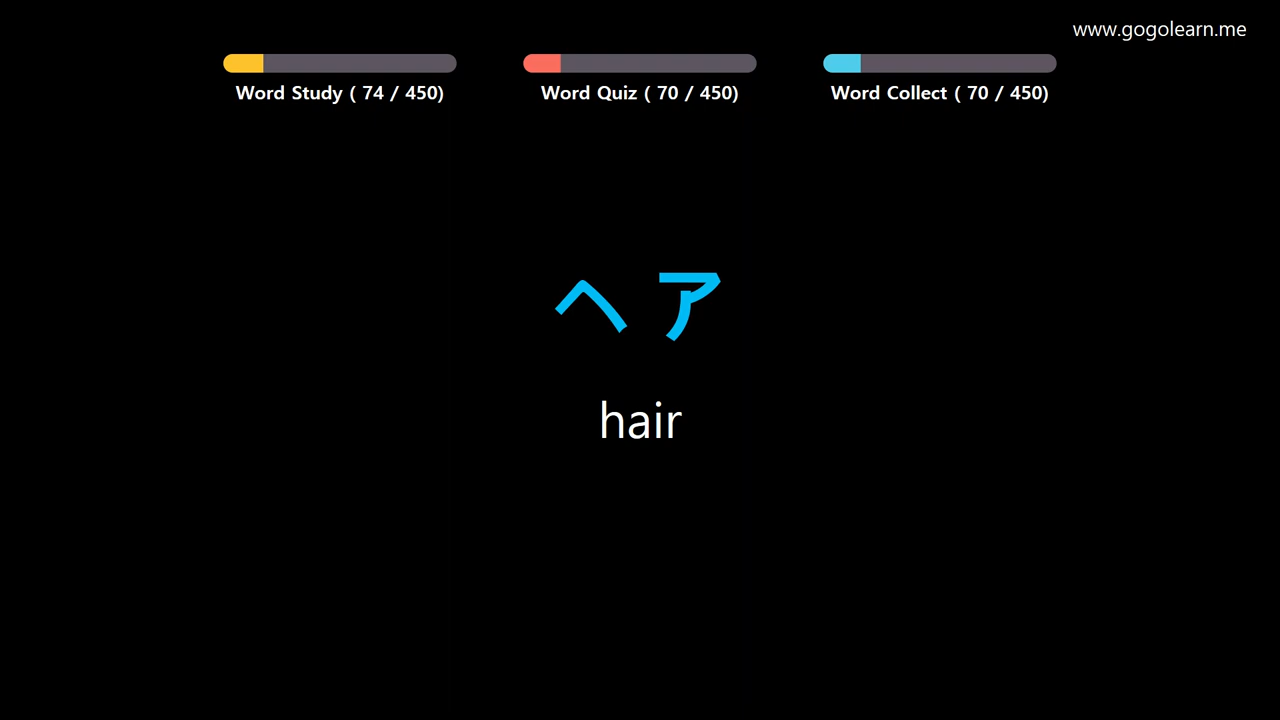 www.gogolearn.me
Word Study ( 74 / 450)
Word Quiz ( 70 / 450)
Word Collect ( 70 / 450)
ヘア
hair